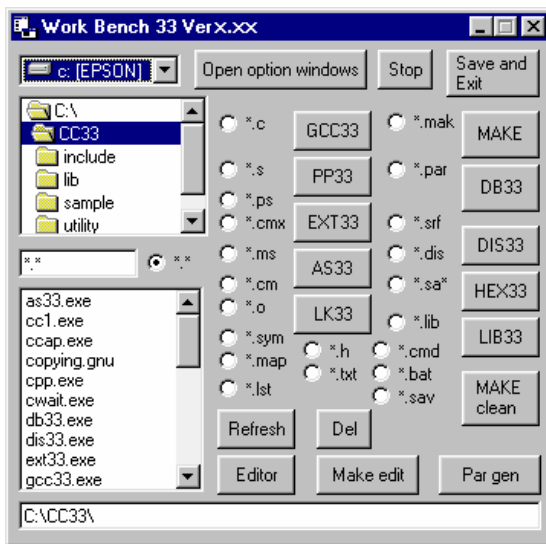 Work Bench 33 Verx.xx
c: [EPSON]
Open option windows
Stop
Save and
Exit
C:\
CC33
include
lib
sample
utility
*.*
*.*
as33.exe
cc1.exe
ccap.exe
copying.gnu
cpp.exe
cwait.exe
db33.exe
dis33.exe
ext33.exe
gcc33.exe
*.c
*.s
*.ps
*.cmx
*.ms
*.cm
*.o
*.sym
*.map
*.lst
GCC33
PP33
EXT33
AS33
LK33
*.h
*.txt
*.mak
*.par
*.srf
*.dis
*.sa*
*.lib
*.cmd
*.bat
*.sav
MAKE
DB33
DIS33
HEX33
LIB33
MAKE
clean
Refresh
Del
Editor
Make edit
Par gen
C:\CC33\